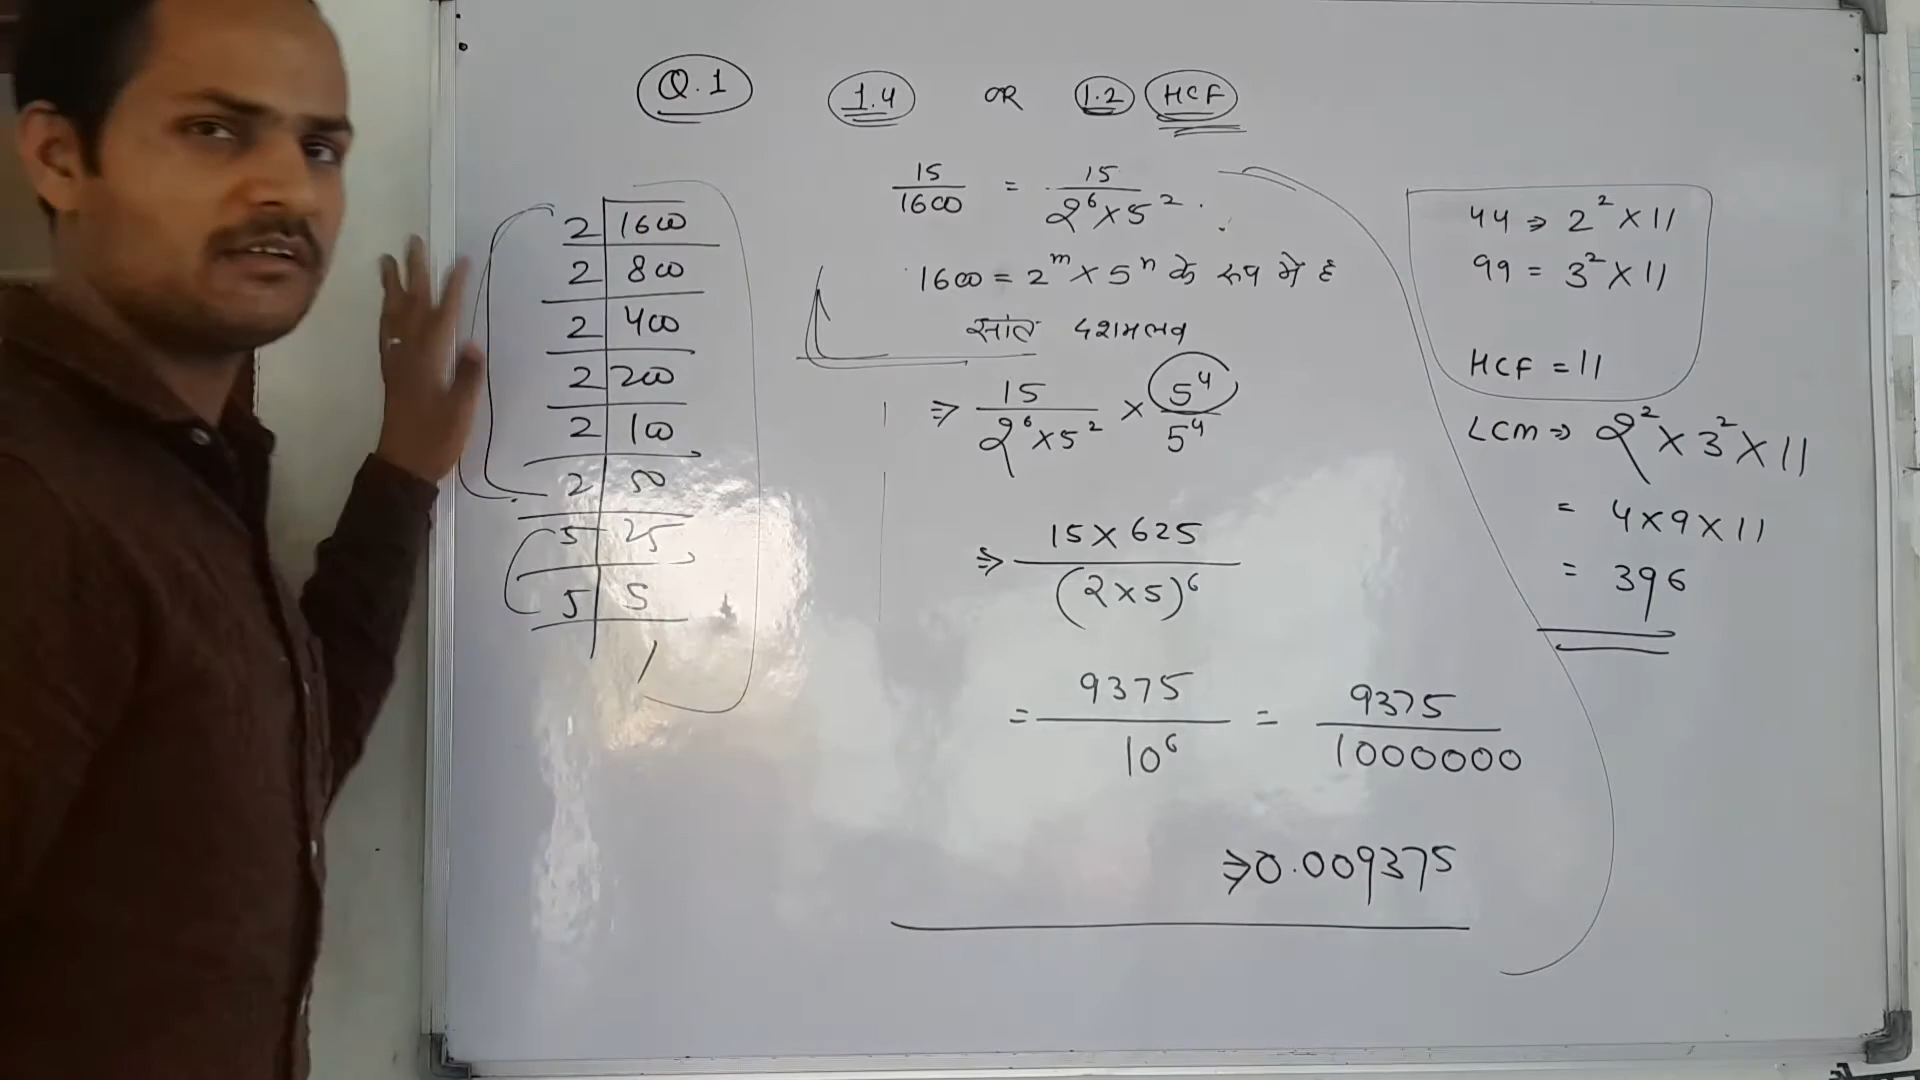 Q.1 1.4 OR 1.2 HCF
2 | 1600
2 | 800
2 | 400
2 | 200
2 | 100
2 | 50
5 | 25
5 | 5
1
15/1600 = 15/2⁶×5²
1600 = 2ᵐ × 5ⁿ के रूप में है
सांत दशमलव
⇒ 15/2⁶×5² × 5⁴/5⁴
⇒ 15×625/(2×5)⁶
= 9375/10⁶ = 9375/1000000
⇒ 0.009375
44 ⇒ 2² × 11
99 = 3² × 11
HCF = 11
LCM ⇒ 2² × 3² × 11
= 4×9×11
= 396